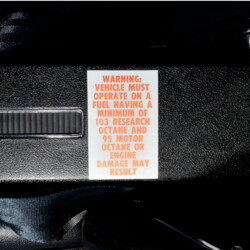 WARNING:
VEHICLE MUST
OPERATE ON A
FUEL HAVING A
MINIMUM OF
103 RESEARCH
OCTANE AND
95 MOTOR
OCTANE OR
ENGINE
DAMAGE MAY
RESULT